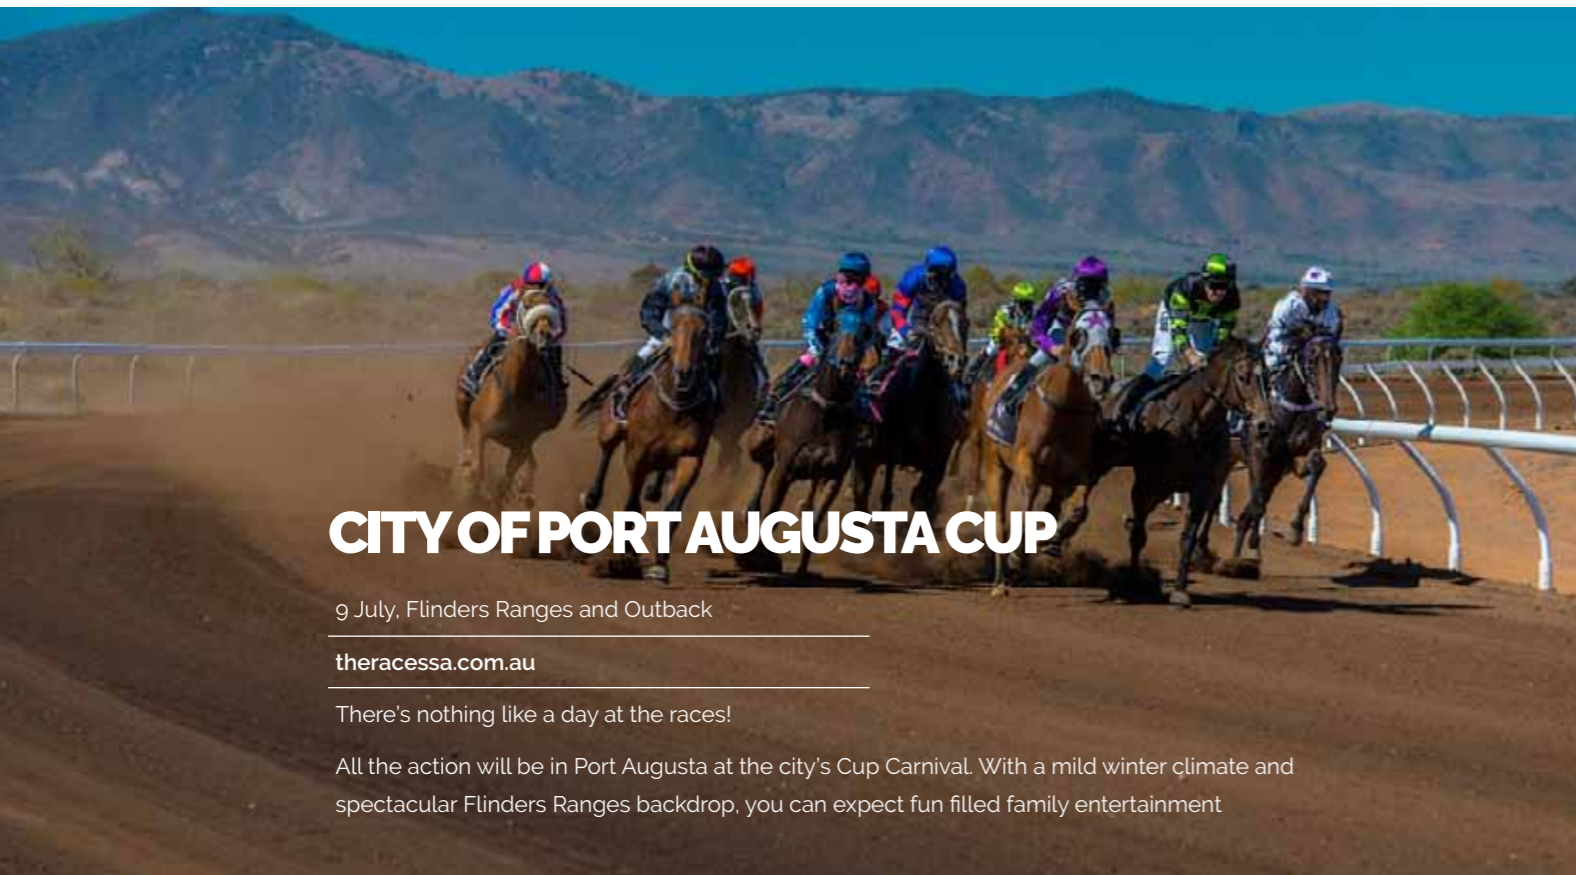 CITY OF PORT AUGUSTA CUP
9 July, Flinders Ranges and Outback
theracessa.com.au
There's nothing like a day at the races!
All the action will be in Port Augusta at the city's Cup Carnival. With a mild winter climate and
spectacular Flinders Ranges backdrop, you can expect fun filled family entertainment